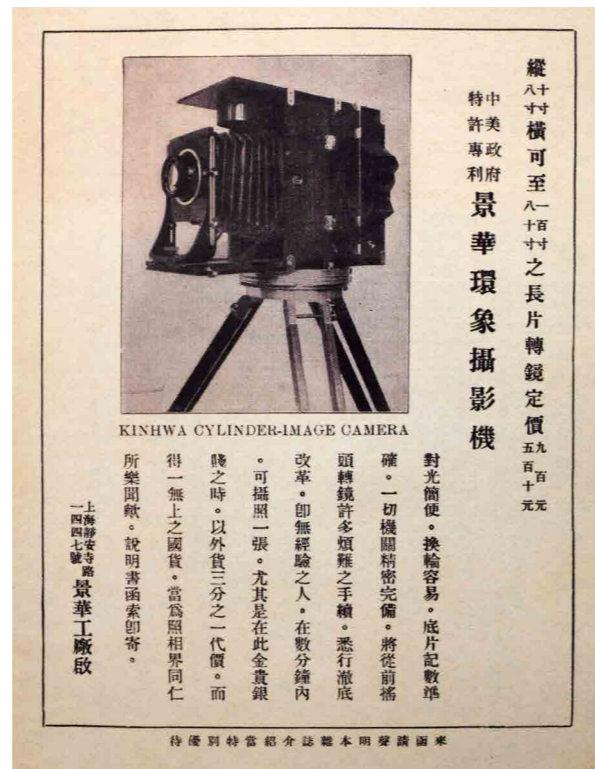 縱十寸八寸橫可至一百寸八十寸之長片轉鏡定價九百元五百十元
中美政府特許專利景華環象攝影機
KINHWA CYLINDER-IMAGE CAMERA
對光簡便。換輪容易。底片記數準
確。一切機關精密完備。將從前搖
頭轉鏡許多煩難之手續。悉行澈底
改革。卽無經驗之人。在數分鐘內
。可攝照一張。尤其是在此金貴銀
賤之時。以外貨三分之一代價。而
得一無上之國貨。當爲照相界同仁
所樂聞歟。說明書函索卽寄。
上海靜安寺路一四四七號景華工廠啟
來函請聲明本雜誌介紹當特別優待